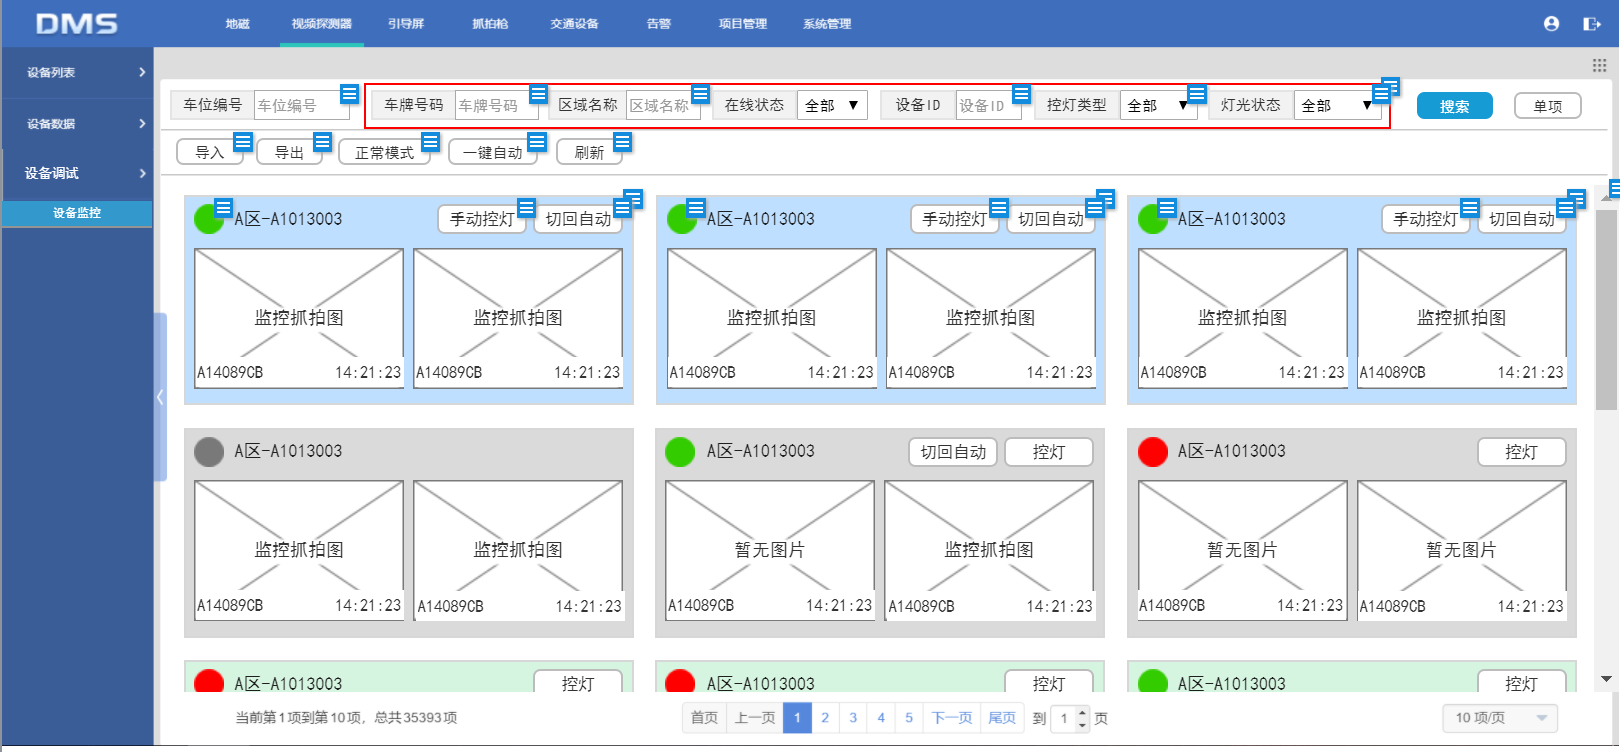 DMS 地磁 视频探测器 引导屏 抓拍枪 交通设备 告警 项目管理 系统管理
设备列表
设备数据
设备调试
设备监控
车位编号 车位编号 车牌号码 车牌号码 区域名称 区域名称 在线状态 全部 ▼ 设备ID 设备ID 控灯类型 全部 ▼ 灯光状态 全部 ▼ 搜索 单项
导入 导出 正常模式 一键自动 刷新
A区-A1013003 手动控灯 切回自动 A区-A1013003 手动控灯 切回自动 A区-A1013003 手动控灯 切回自动
监控抓拍图 监控抓拍图 监控抓拍图 监控抓拍图 监控抓拍图 监控抓拍图
A14089CB 14:21:23 A14089CB 14:21:23 A14089CB 14:21:23 A14089CB 14:21:23 A14089CB 14:21:23 A14089CB 14:21:23
A区-A1013003 A区-A1013003 切回自动 控灯 A区-A1013003 控灯
监控抓拍图 监控抓拍图 暂无图片 监控抓拍图 暂无图片 暂无图片
A14089CB 14:21:23 A14089CB 14:21:23 A14089CB 14:21:23 A14089CB 14:21:23 A14089CB 14:21:23 A14089CB 14:21:23
A区-A1013003 控灯 A区-A1013003 控灯 A区-A1013003 控灯
当前第1项到第10项，总共35393项 首页 上一页 1 2 3 4 5 下一页 尾页 到 1 页 10 项/页